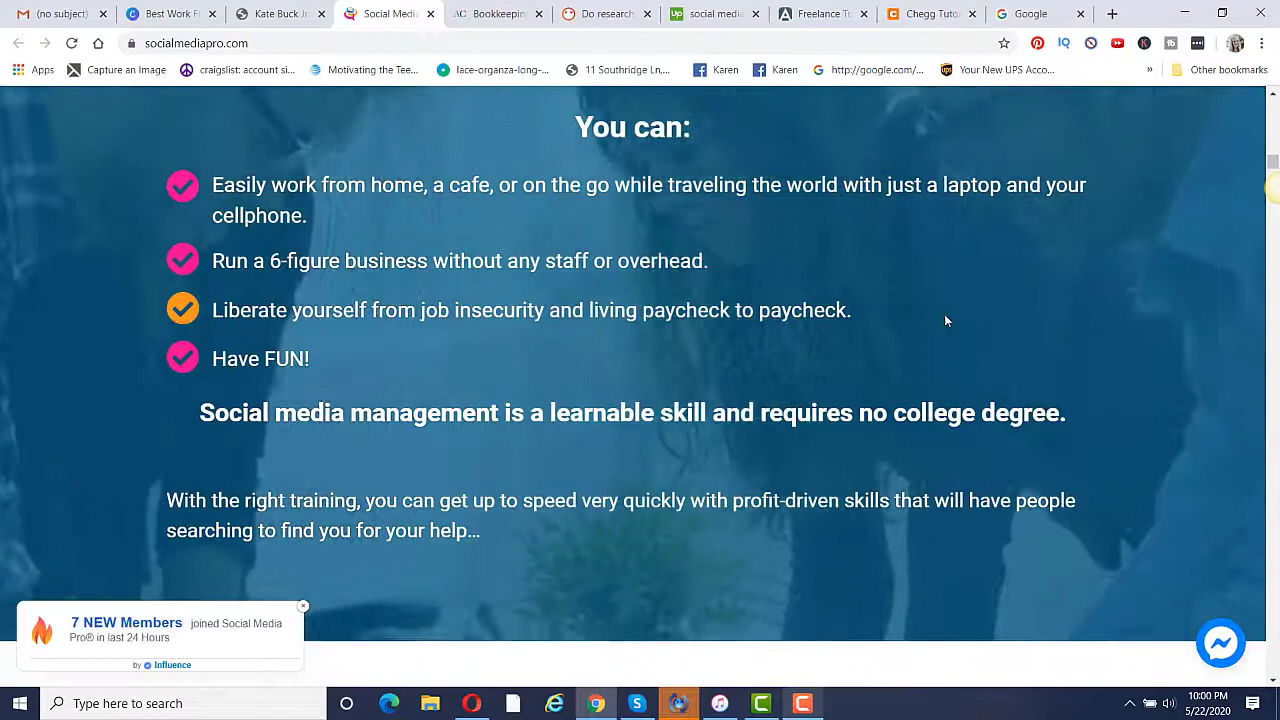 (no subject)
Best Work Fi
Kate Buck Jr
Social Media
Bookkeepin
Do research
social media
Freelance T
Chegg Tuto
Google
socialmediapro.com
Apps
Capture an Image
craigslist: account si...
Motivating the Tee...
lace-organza-long-...
11 Southridge Ln,...
Karen
Karen
http://google.com/...
Your New UPS Acco...
Other bookmarks
You can:
Easily work from home, a cafe, or on the go while traveling the world with just a laptop and your
cellphone.
Run a 6-figure business without any staff or overhead.
Liberate yourself from job insecurity and living paycheck to paycheck.
Have FUN!
Social media management is a learnable skill and requires no college degree.
With the right training, you can get up to speed very quickly with profit-driven skills that will have people
searching to find you for your help...
7 NEW Members joined Social Media
Pro® in last 24 Hours
by Influence
Type here to search
10:00 PM
5/22/2020